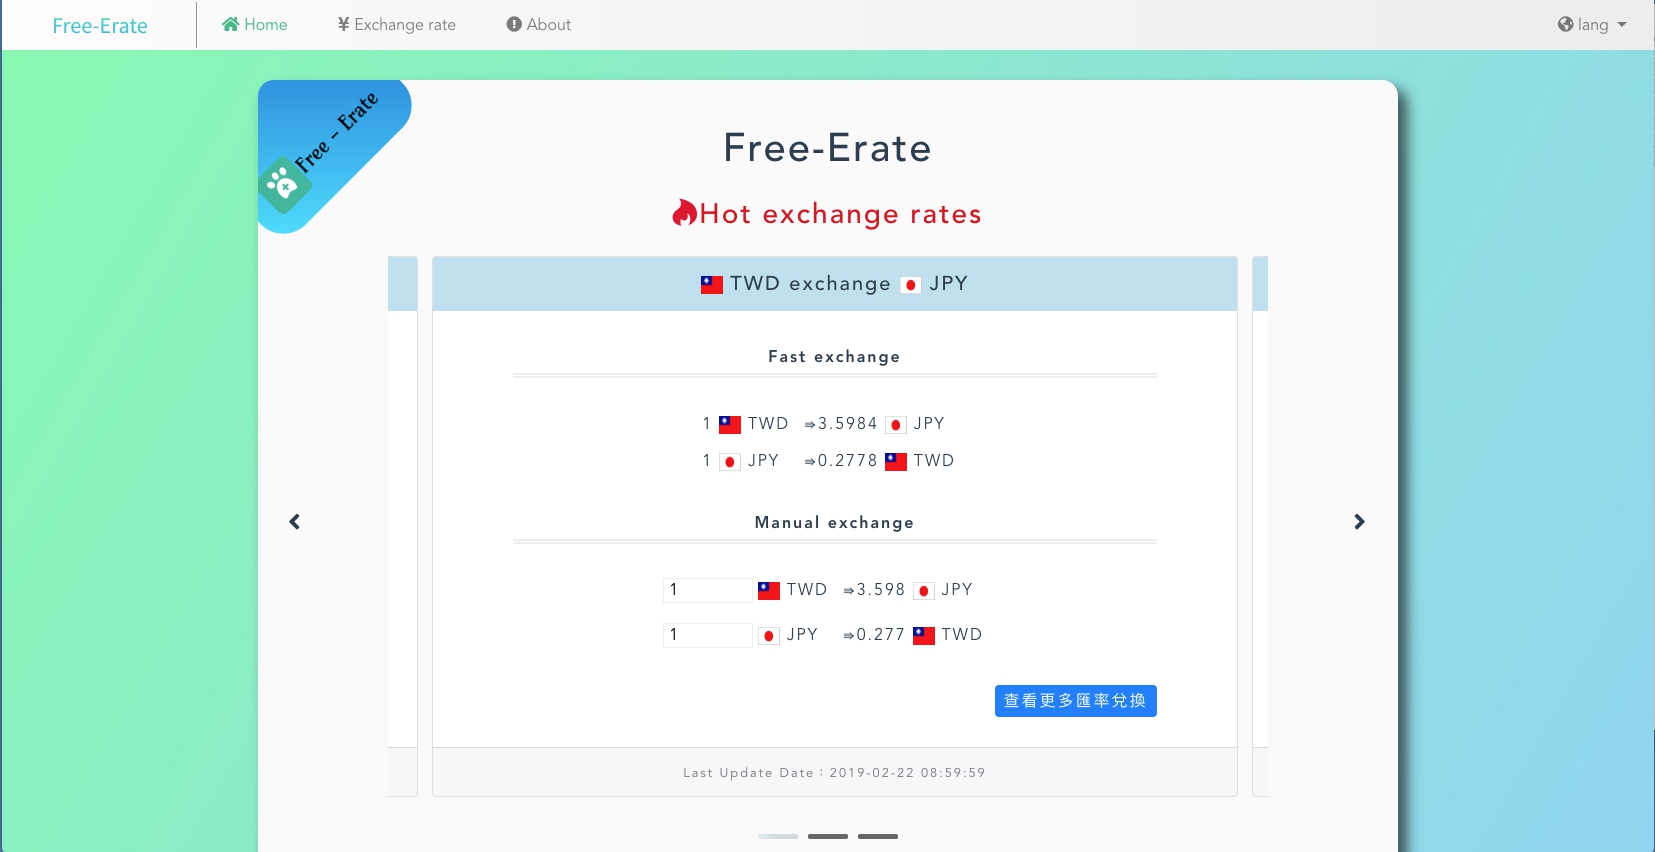 Free-Erate
Home
¥ Exchange rate
About
lang
Free - Erate
Free-Erate
Hot exchange rates
TWD exchange JPY
Fast exchange
1 TWD ⇒3.5984 JPY
1 JPY ⇒0.2778 TWD
Manual exchange
1 TWD ⇒3.598 JPY
1 JPY ⇒0.277 TWD
查看更多匯率兌換
Last Update Date：2019-02-22 08:59:59